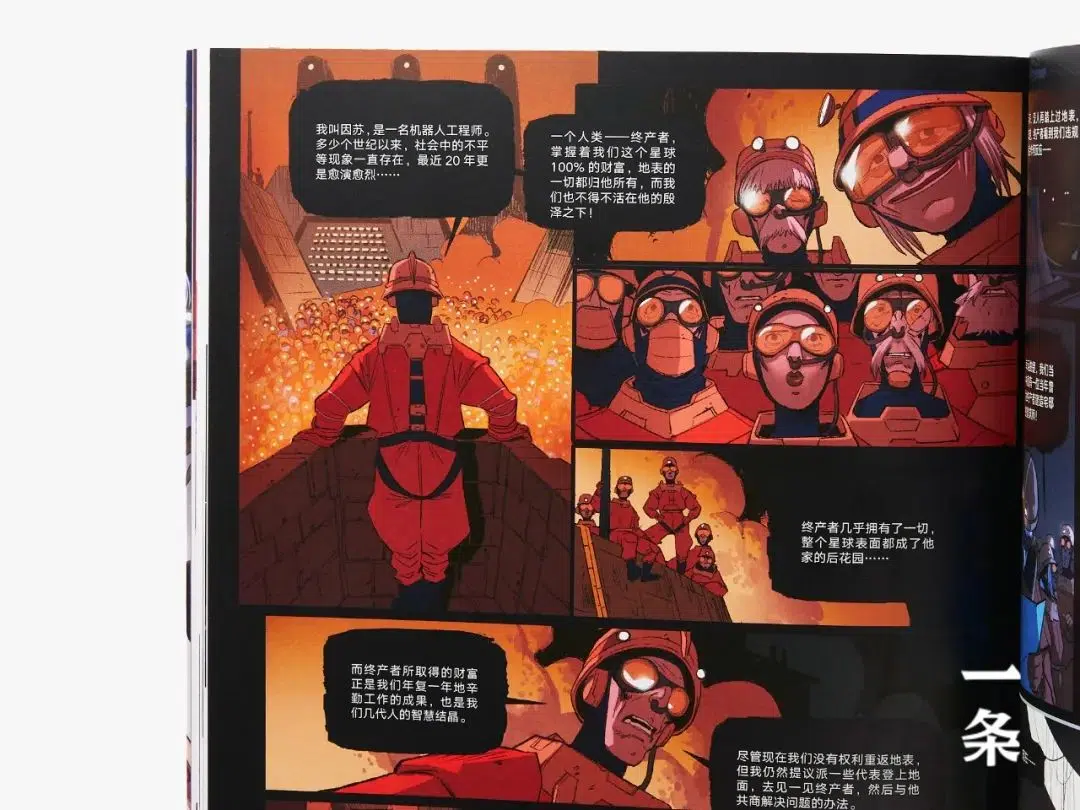 我叫因苏，是一名机器人工程师。
多少个世纪以来，社会中的不平
等现象一直存在，最近 20 年更
是愈演愈烈……
一个人类——终产者，
掌握着我们这个星球
100% 的财富，地表的
一切都归他所有，而我
们也不得不活在他的殷
泽之下！
终产者几乎拥有了一切，
整个星球表面都成了他
家的后花园……
而终产者所取得的财富
正是我们年复一年地辛
勤工作的成果，也是我
们几代人的智慧结晶。
尽管现在我们没有权利重返地表，
但我仍然提议派一些代表登上地
面，去见一见终产者，然后与他
共商解决问题的办法。
一条